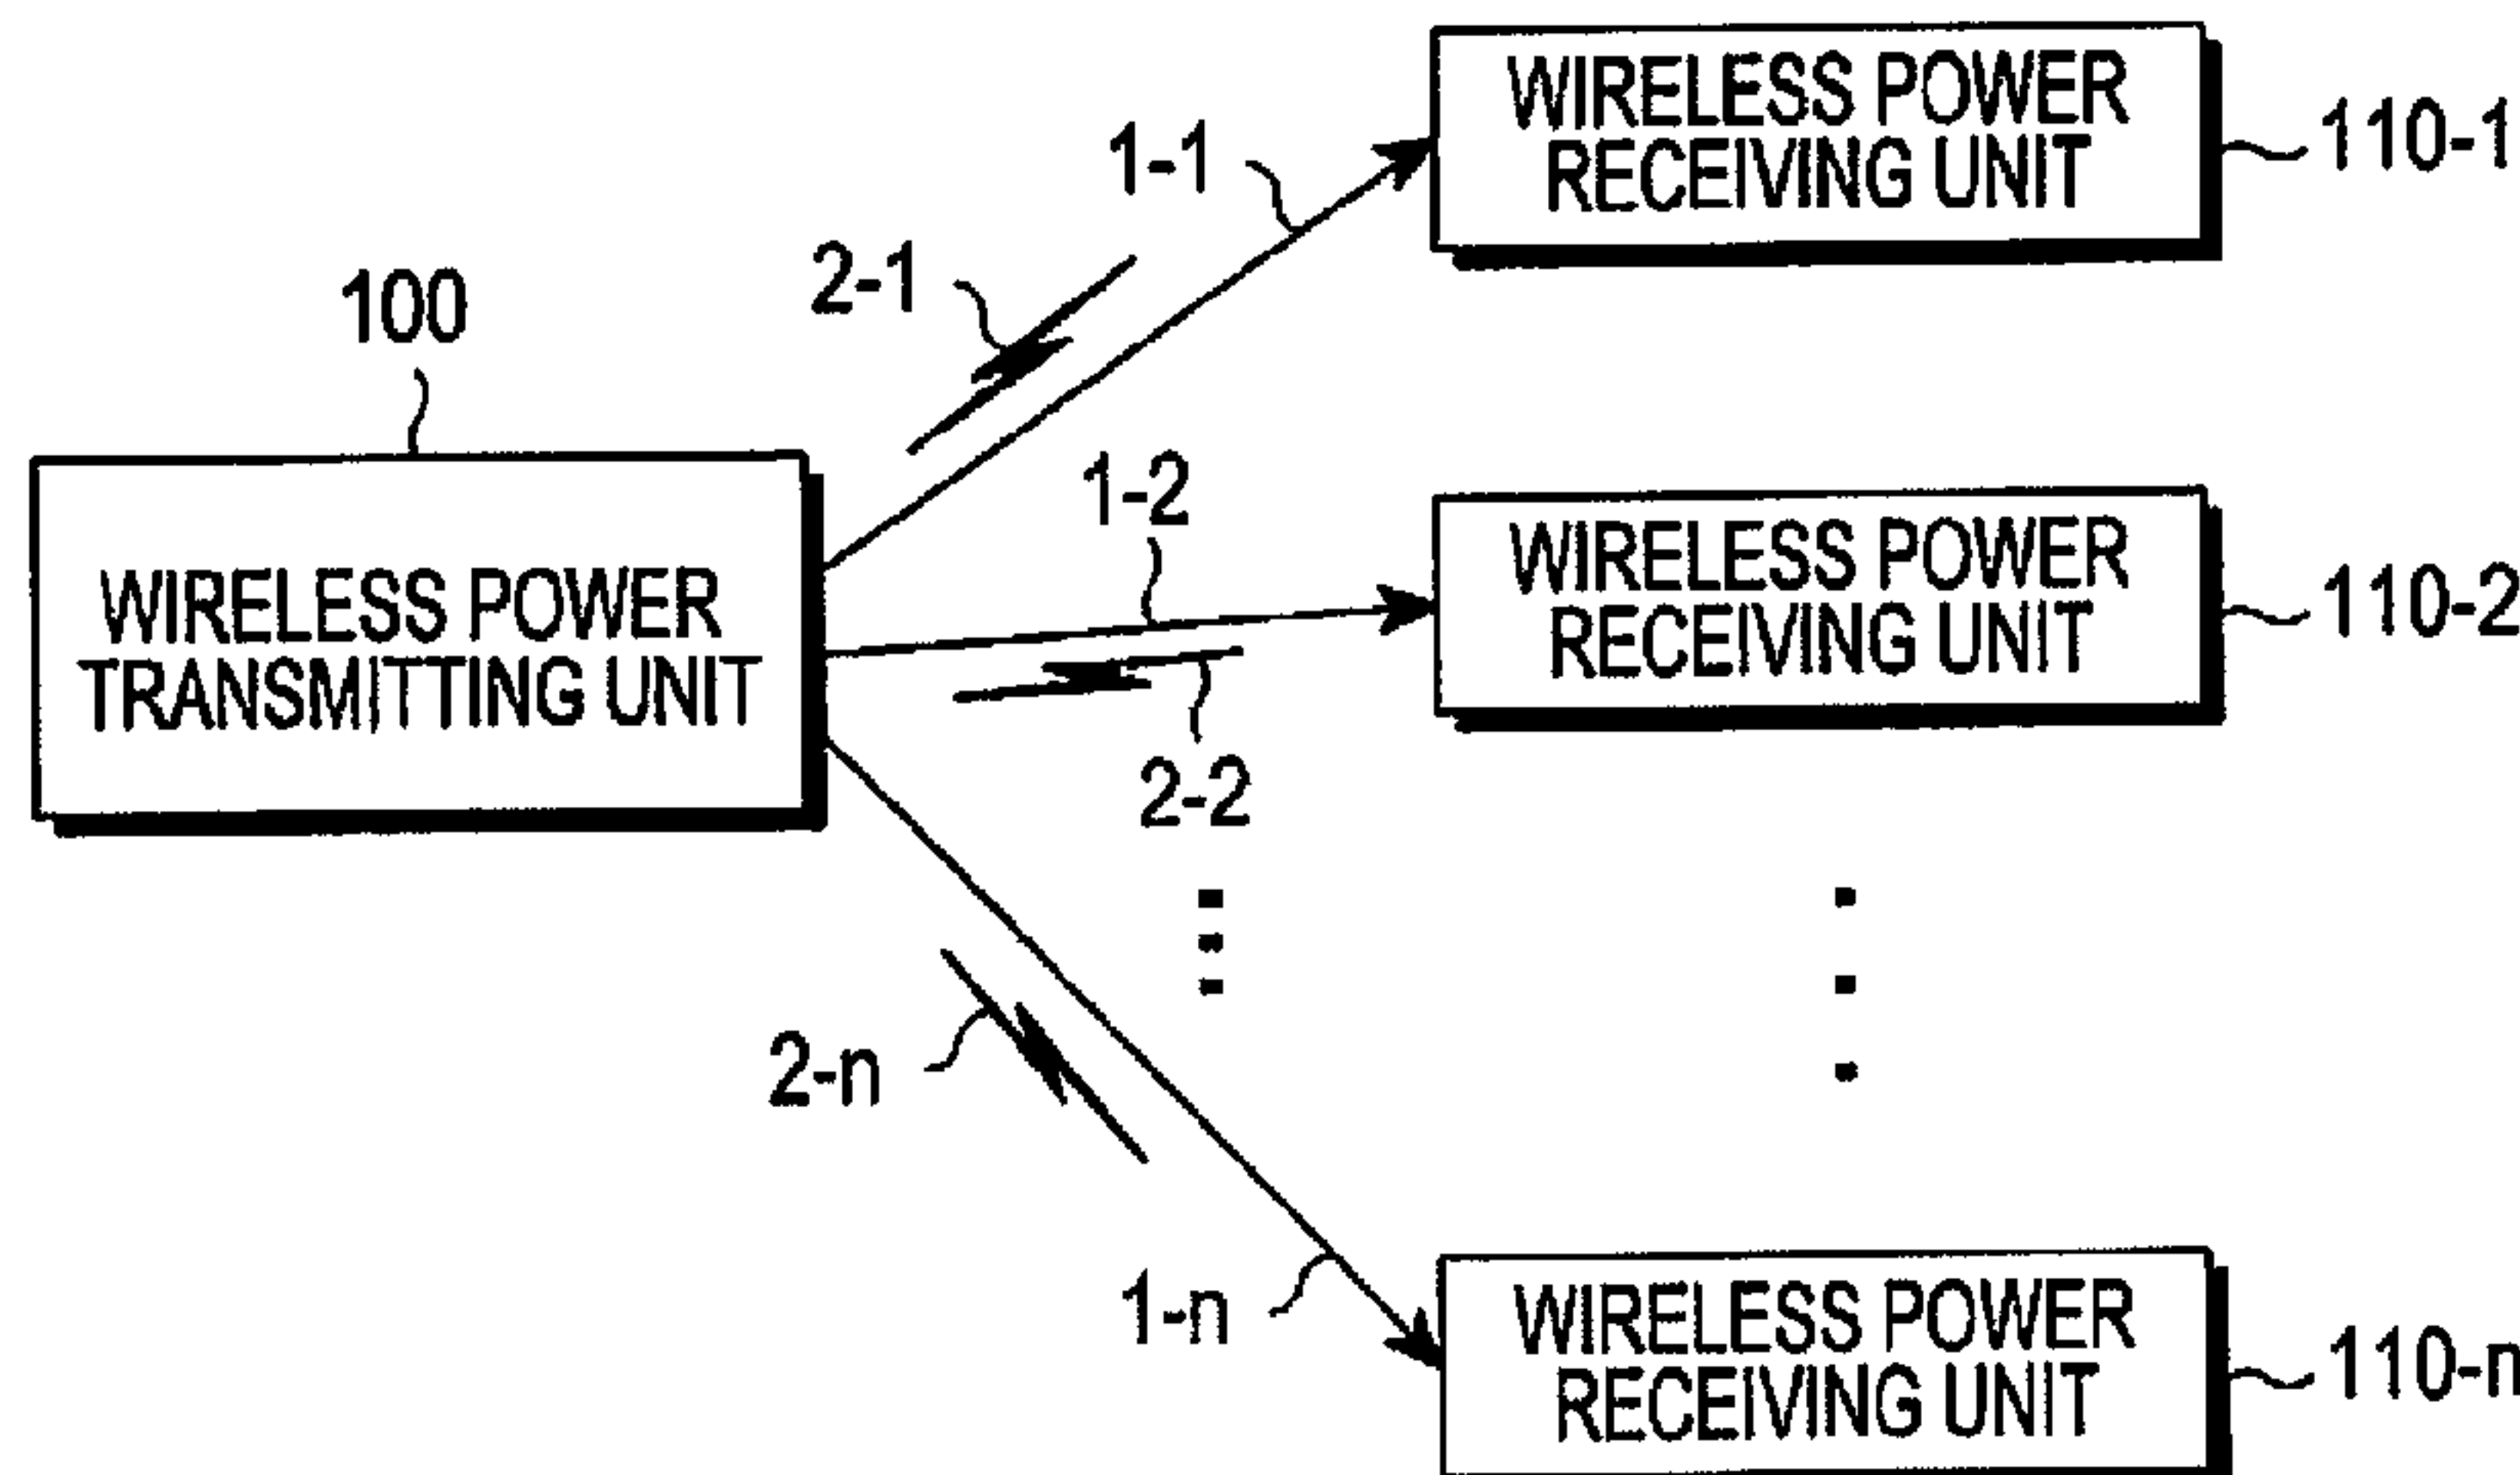 WIRELESS POWER
RECEIVING UNIT
110-1
1-1
2-1
100
WIRELESS POWER
TRANSMITTING UNIT
1-2
WIRELESS POWER
RECEIVING UNIT
110-2
2-2
2-n
1-n
WIRELESS POWER
RECEIVING UNIT
110-n